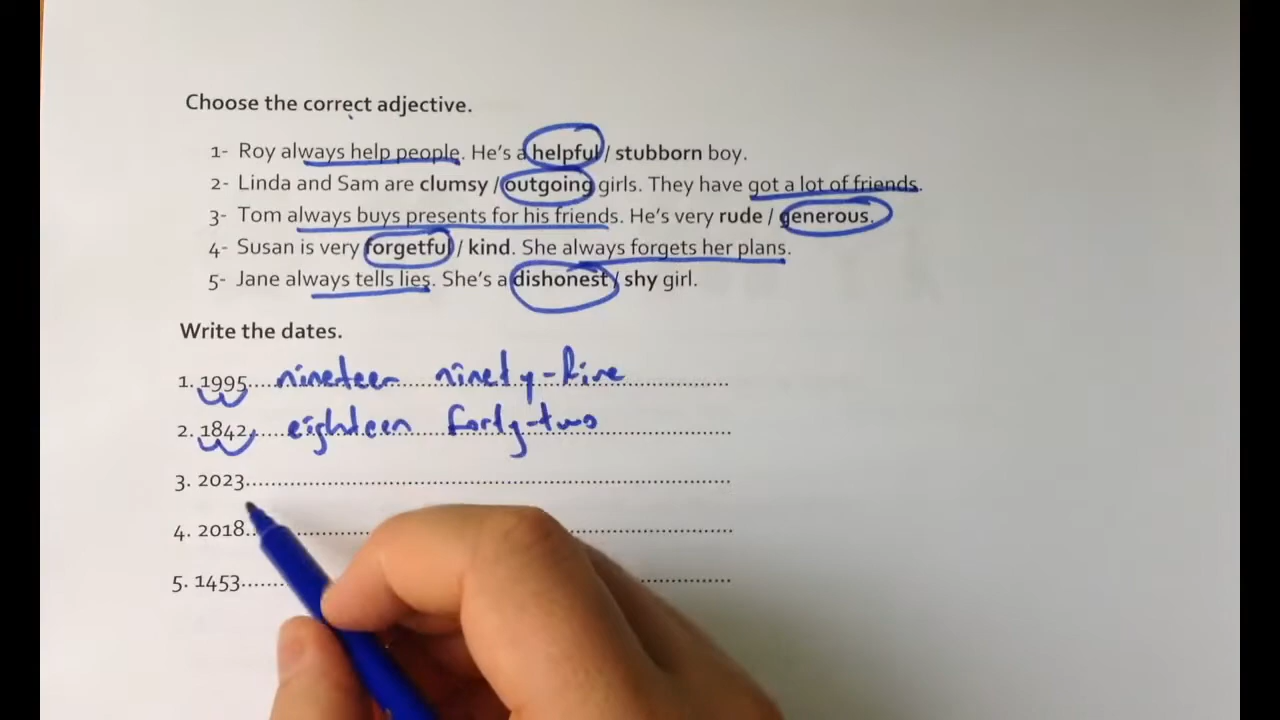 Choose the correct adjective.
1- Roy always help people. He's a helpful / stubborn boy.
2- Linda and Sam are clumsy / outgoing girls. They have got a lot of friends.
3- Tom always buys presents for his friends. He's very rude / generous.
4- Susan is very forgetful / kind. She always forgets her plans.
5- Jane always tells lies. She's a dishonest / shy girl.
Write the dates.
1. 1995.... nineteen ninety-five
2. 1842..... eighteen forty-two
3. 2023..........
4. 2018..........
5. 1453..........